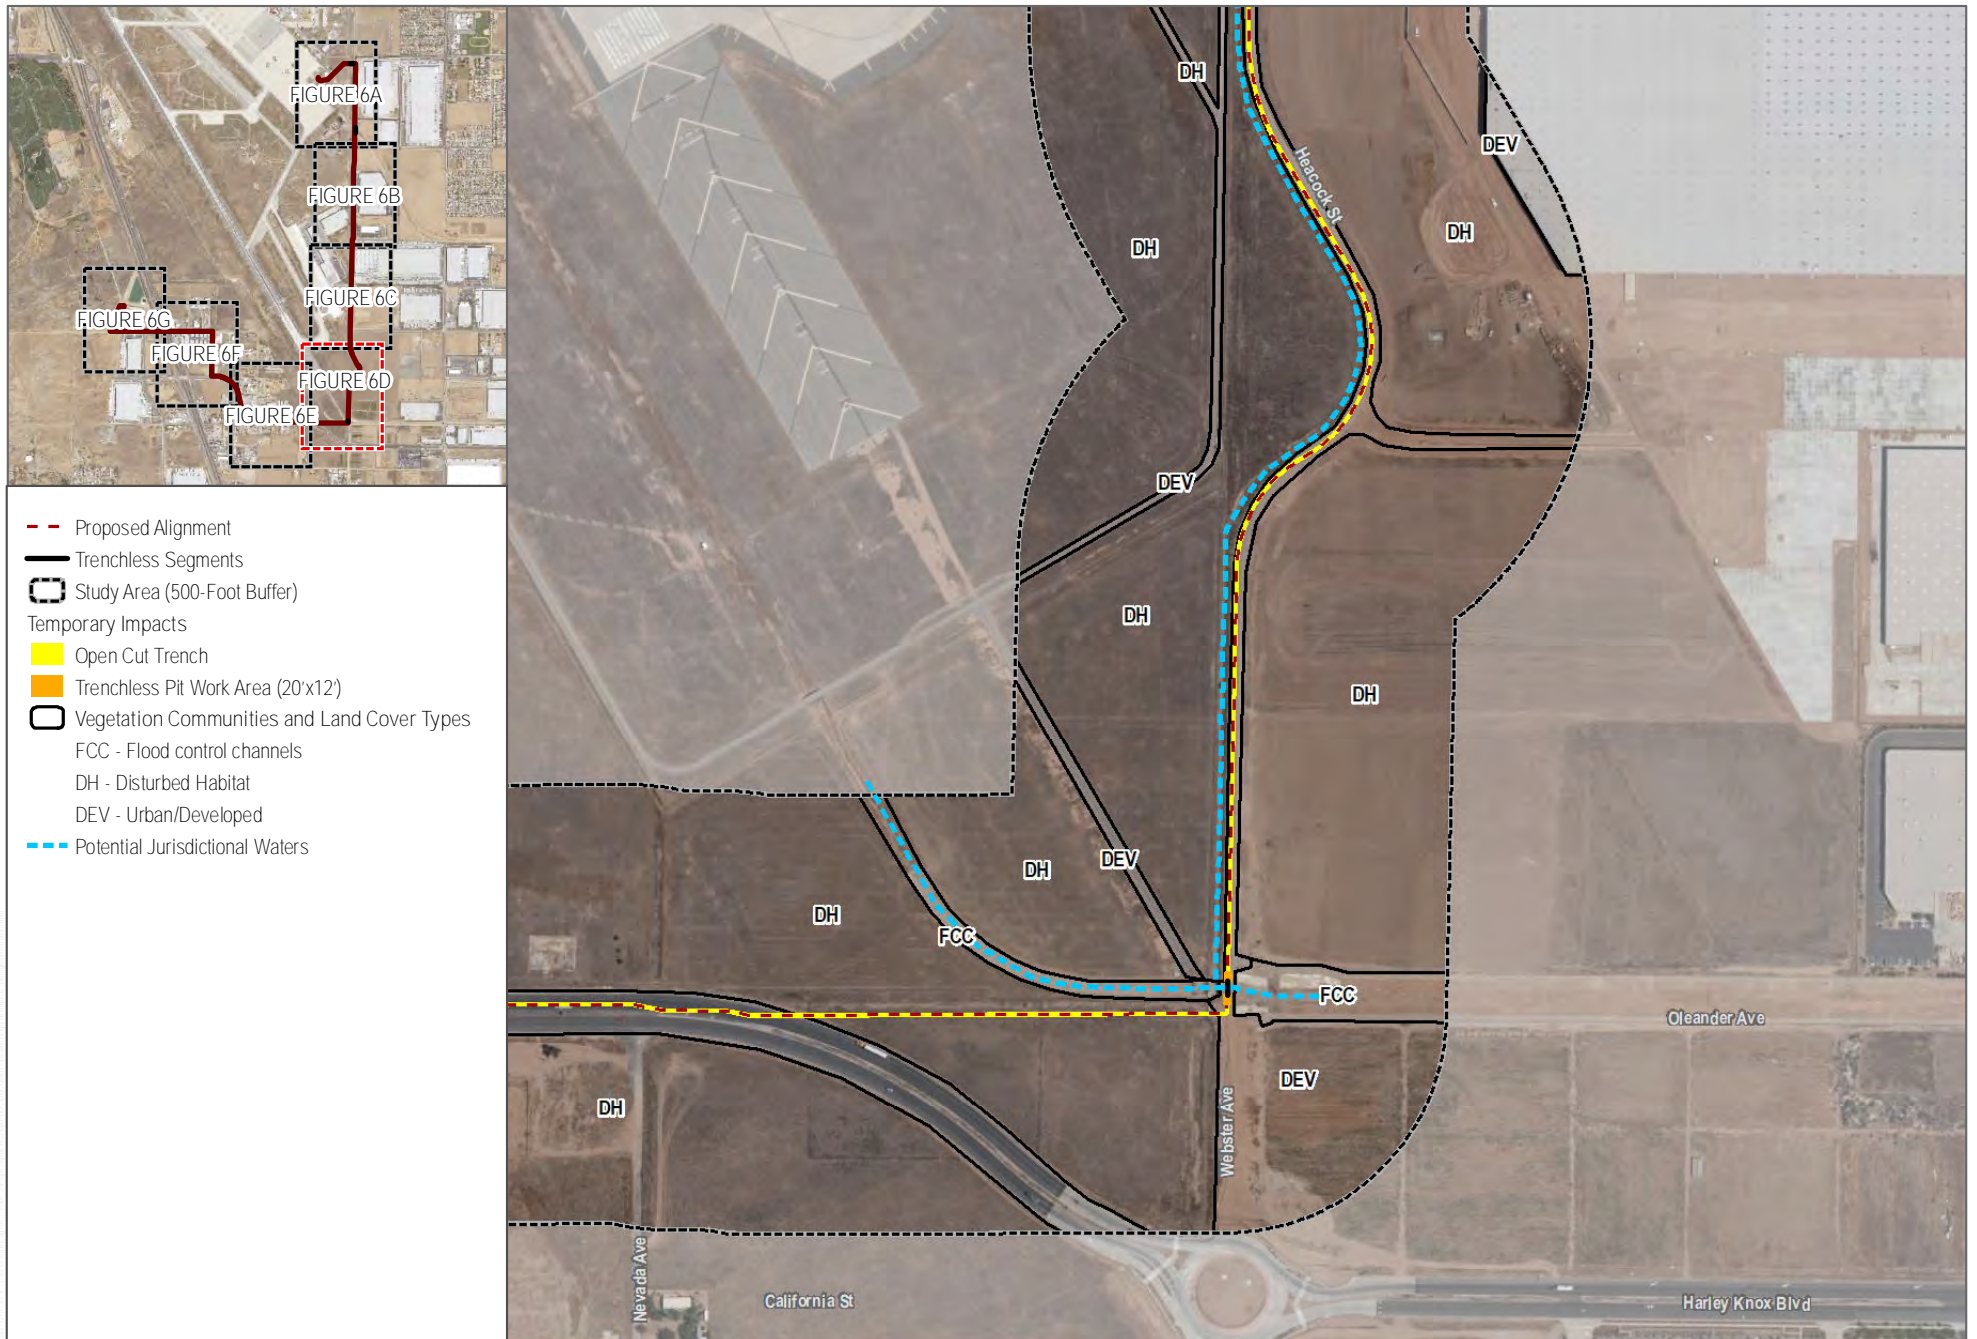 FIGURE 6A
FIGURE 6B
FIGURE 6C
FIGURE 6G
FIGURE 6F
FIGURE 6D
FIGURE 6E
Proposed Alignment
Trenchless Segments
Study Area (500-Foot Buffer)
Temporary Impacts
Open Cut Trench
Trenchless Pit Work Area (20'x12')
Vegetation Communities and Land Cover Types
FCC - Flood control channels
DH - Disturbed Habitat
DEV - Urban/Developed
Potential Jurisdictional Waters
DH
DEV
Heacock St
DH
DH
DEV
DH
DH
DEV
DH
DH
FCC
FCC
Oleander Ave
DEV
DH
Webster Ave
Nevada Ave
California St
Harley Knox Blvd